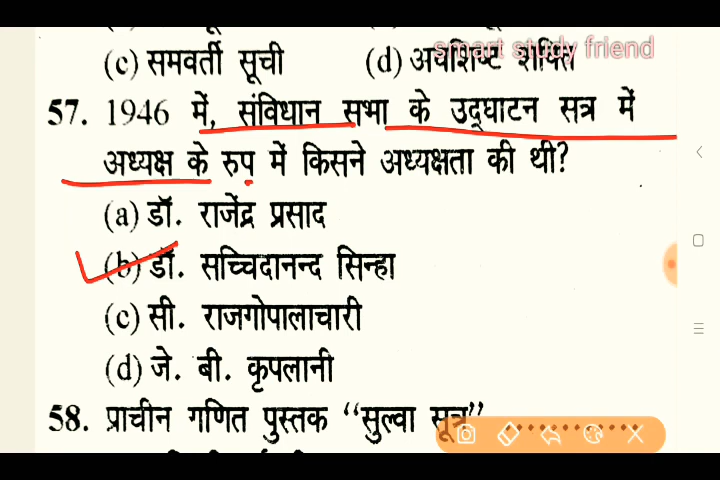 smart study friend
(c) समवर्ती सूची (d) अवशिष्ट शक्ति
57. 1946 में, संविधान सभा के उद्घाटन सत्र में
अध्यक्ष के रुप में किसने अध्यक्षता की थी?
(a) डॉ. राजेंद्र प्रसाद
(b) डॉ. सच्चिदानन्द सिन्हा
(c) सी. राजगोपालाचारी
(d) जे. बी. कृपलानी
58. प्राचीन गणित पुस्तक ‘‘सुल्वा सूत्र’’